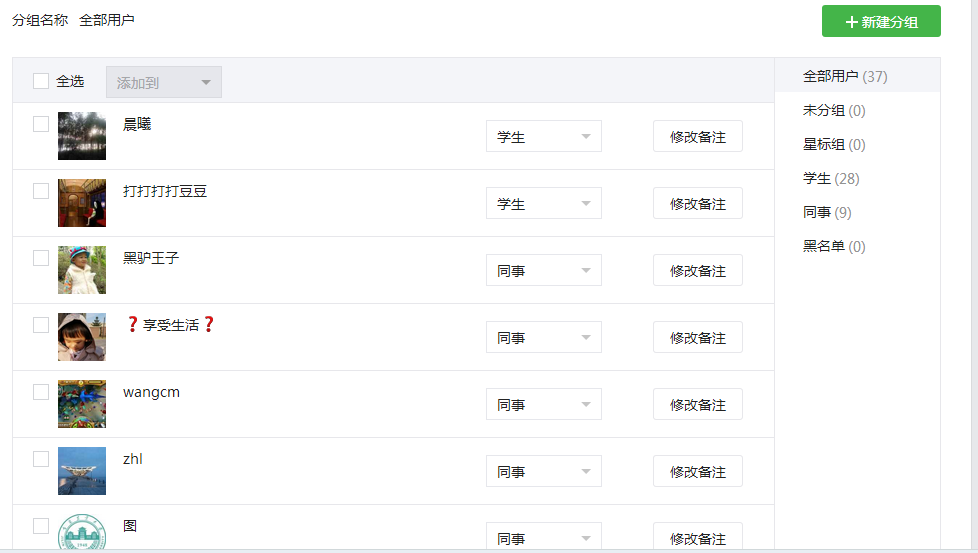 分组名称 全部用户
新建分组
全选 添加到
晨曦 学生 修改备注
打打打打豆豆 学生 修改备注
黑驴王子 同事 修改备注
❓享受生活❓ 同事 修改备注
wangcm 同事 修改备注
zhl 同事 修改备注
图 同事 修改备注
全部用户 (37)
未分组 (0)
星标组 (0)
学生 (28)
同事 (9)
黑名单 (0)